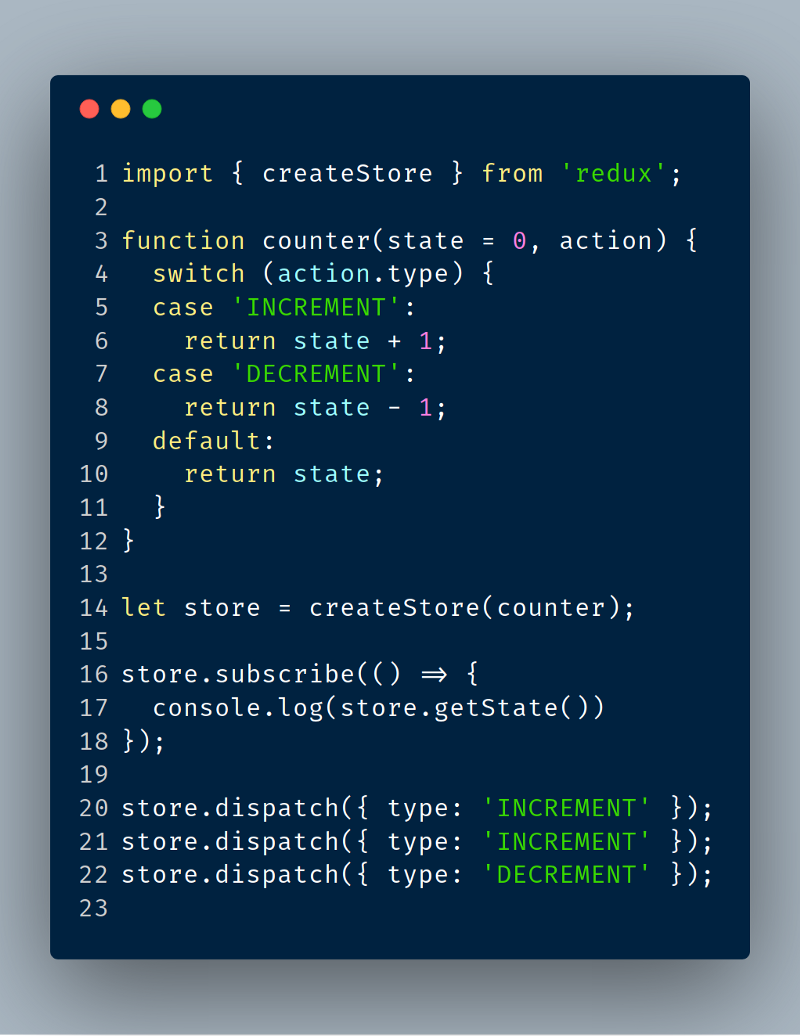 1 import { createStore } from 'redux';
2
3 function counter(state = 0, action) {
4   switch (action.type) {
5   case 'INCREMENT':
6     return state + 1;
7   case 'DECREMENT':
8     return state - 1;
9   default:
10     return state;
11   }
12 }
13
14 let store = createStore(counter);
15
16 store.subscribe(() => {
17   console.log(store.getState())
18 });
19
20 store.dispatch({ type: 'INCREMENT' });
21 store.dispatch({ type: 'INCREMENT' });
22 store.dispatch({ type: 'DECREMENT' });
23